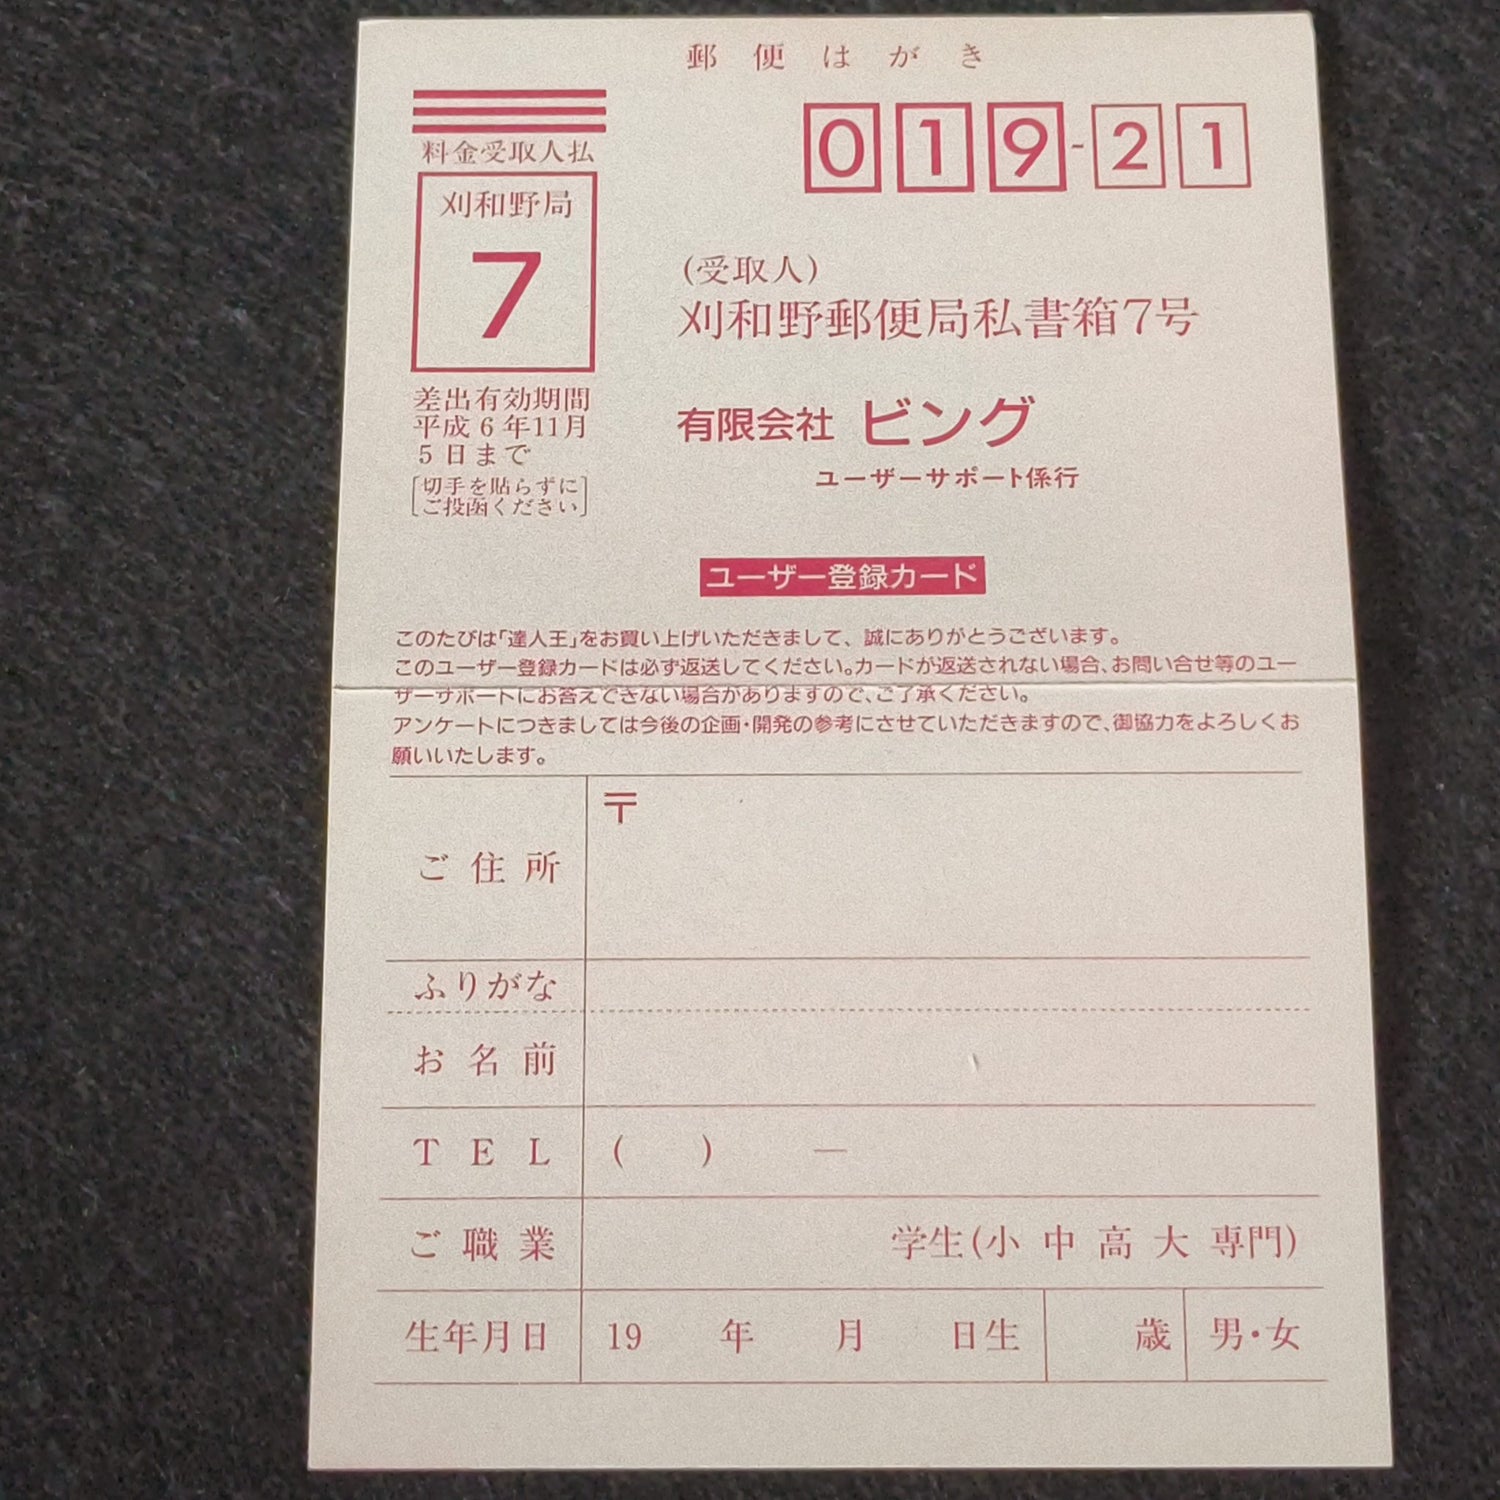 郵便はがき
料金受取人払
刈和野局
7
差出有効期間
平成6年11月
5日まで
［切手を貼らずに
ご投函ください］
019-21
(受取人)
刈和野郵便局私書箱7号
有限会社 ビング
ユーザーサポート係行
ユーザー登録カード
このたびは「達人王」をお買い上げいただきまして、誠にありがとうございます。
このユーザー登録カードは必ず返送してください。カードが返送されない場合、お問い合せ等のユー
ザーサポートにお答えできない場合がありますので、ご了承ください。
アンケートにつきましては今後の企画・開発の参考にさせていただきますので、御協力をよろしくお
願いいたします。
ご住所 〒
ふりがな
お名前
TEL ( ) —
ご職業 学生(小 中 高 大 専門)
生年月日 19 年 月 日生 歳 男・女